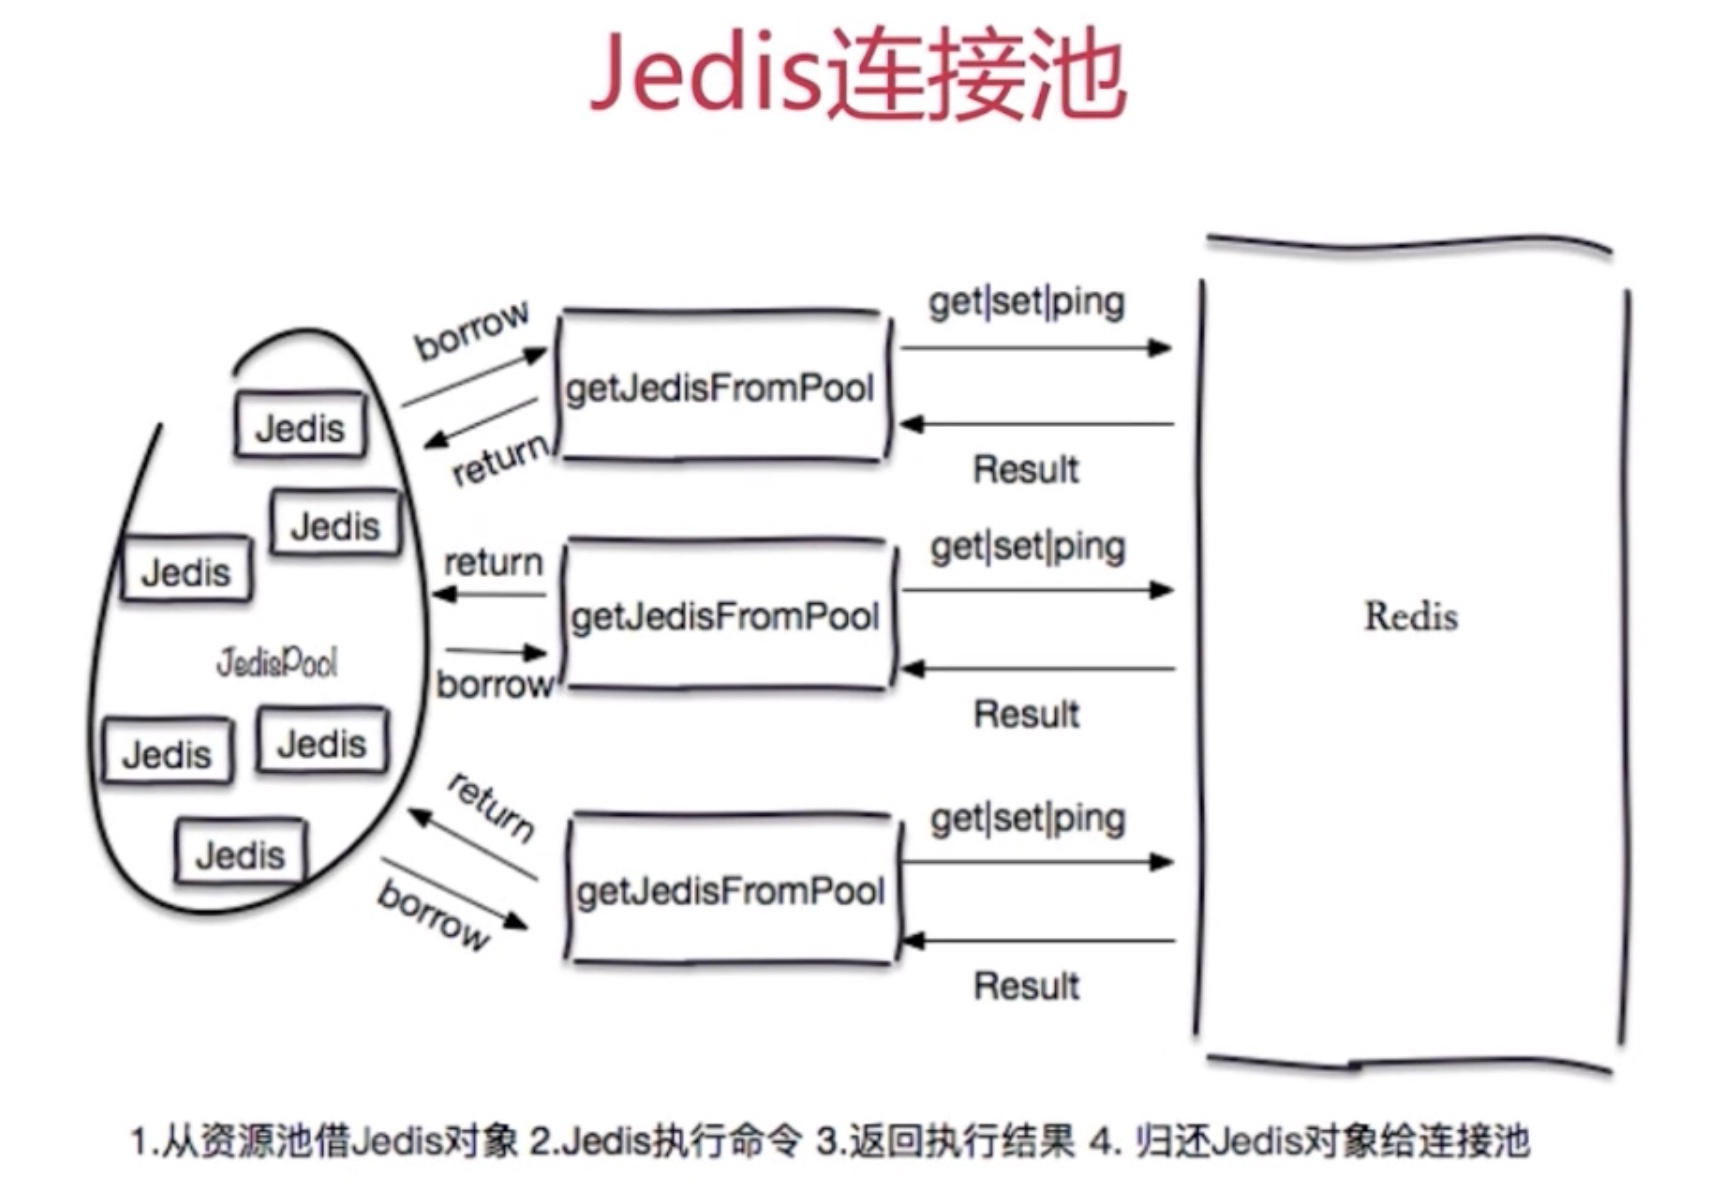 Jedis连接池
borrow
getJedisFromPool
get|set|ping
return
Result
Jedis
Jedis
Jedis
return
getJedisFromPool
get|set|ping
borrow
Result
Redis
JedisPool
Jedis
Jedis
Jedis
return
getJedisFromPool
get|set|ping
borrow
Result
1.从资源池借Jedis对象 2.Jedis执行命令 3.返回执行结果 4. 归还Jedis对象给连接池